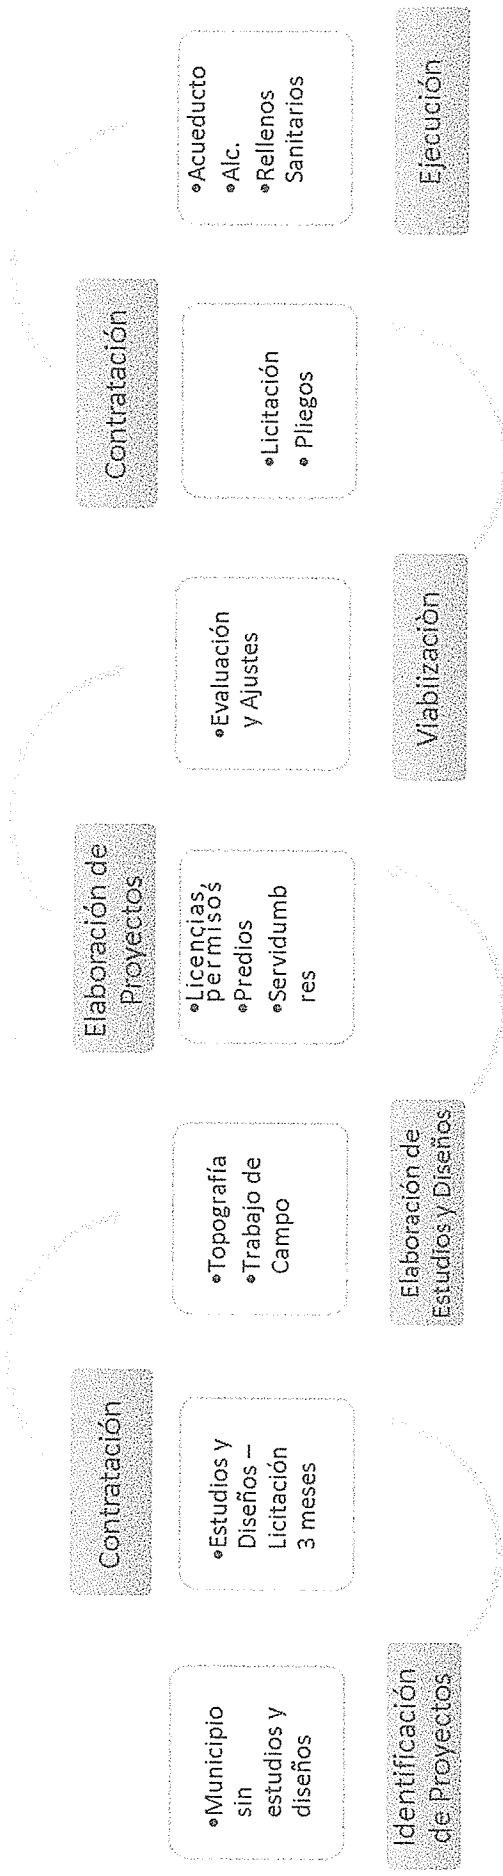 •Municipio
sin
estudios y
diseños
Identificación
de Proyectos
Contratación
•Estudios y
Diseños –
Licitación
3 meses
•Topografía
•Trabajo de
Campo
Elaboración de
Estudios y Diseños
Elaboración de
Proyectos
•Licencias,
permisos
•Predios
•Servidumb
res
•Evaluación
y Ajustes
Viabiización
Contratación
•Licitación
• Pliegos
•Acueducto
•Alc.
•Rellenos
Sanitarios
Ejecución